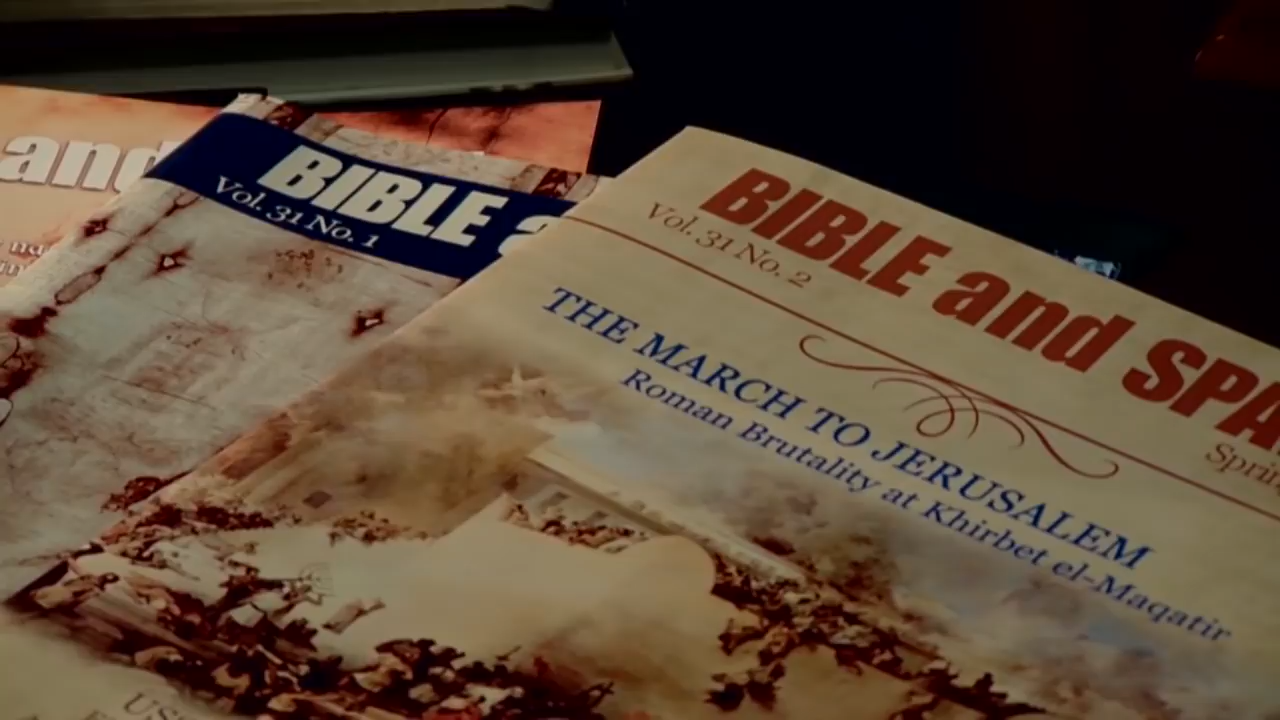 and
BIBLE
Vol. 31 No. 1
BIBLE and SPA
Vol. 31 No. 2
THE MARCH TO JERUSALEM
Roman Brutality at Khirbet el-Maqatir